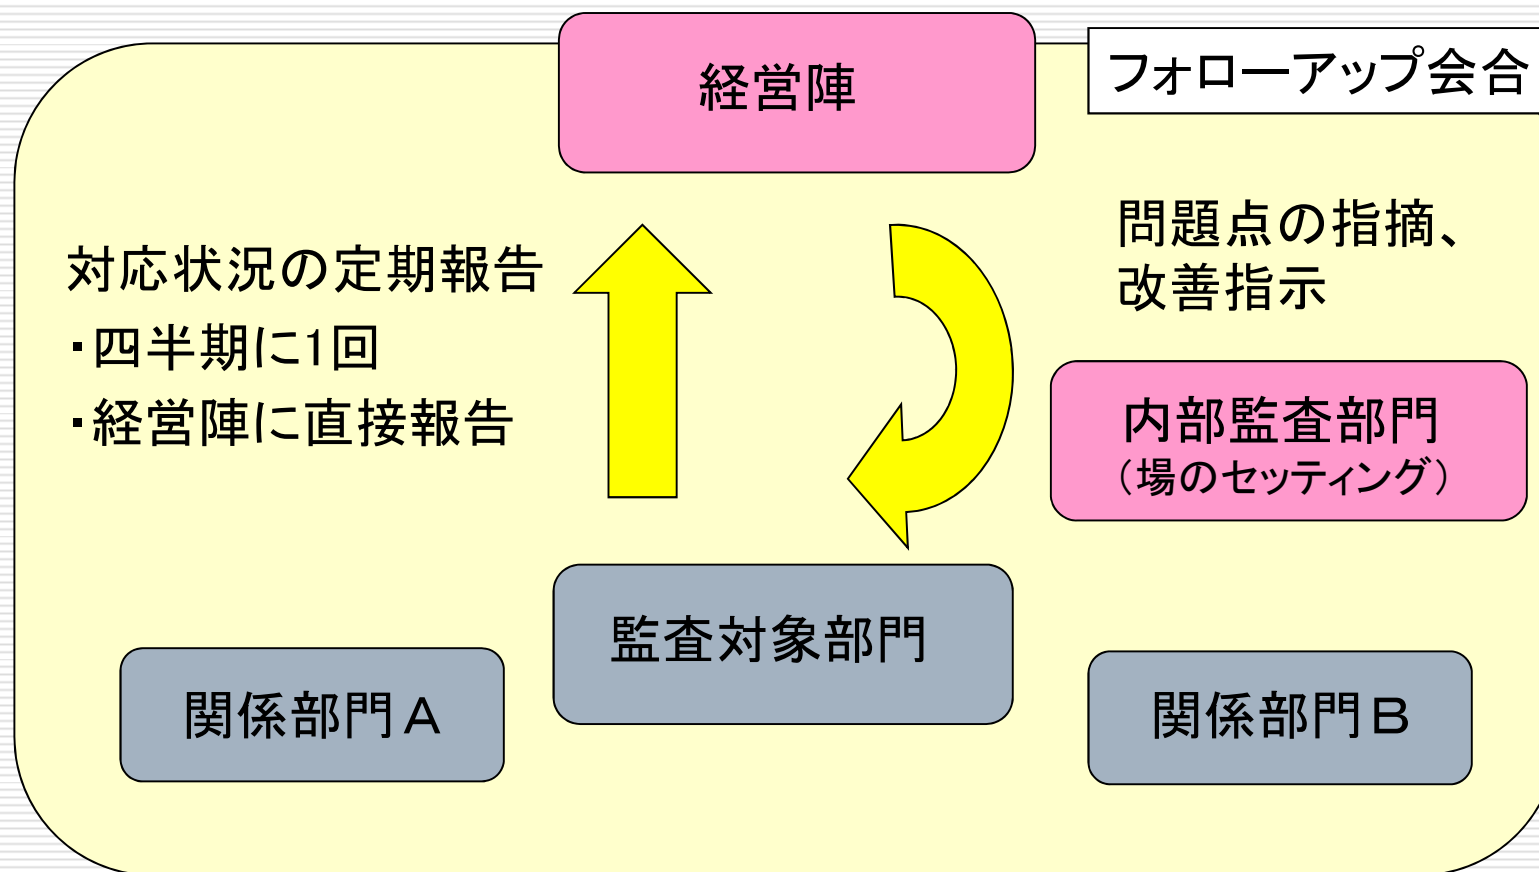 経営陣
フォローアップ会合
対応状況の定期報告
・四半期に1回
・経営陣に直接報告
問題点の指摘、
改善指示
内部監査部門
（場のセッティング）
監査対象部門
関係部門Ａ
関係部門Ｂ